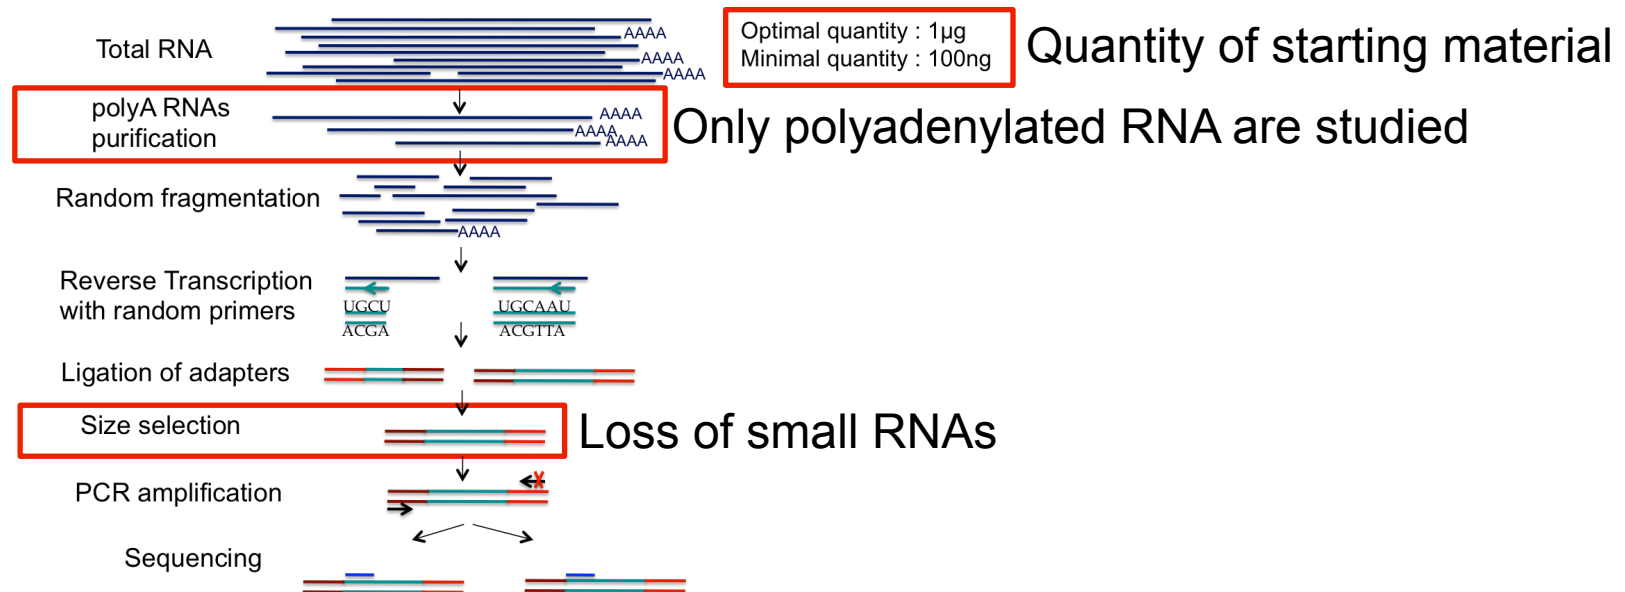 Total RNA
AAAA
AAAA
AAAA
Optimal quantity : 1µg
Minimal quantity : 100ng
Quantity of starting material
polyA RNAs
purification
AAAA
AAAA
AAAA
Only polyadenylated RNA are studied
Random fragmentation
AAAA
Reverse Transcription
with random primers
UGCU
ACGA
UGCAAU
ACGTTA
Ligation of adapters
Size selection
Loss of small RNAs
PCR amplification
X
Sequencing